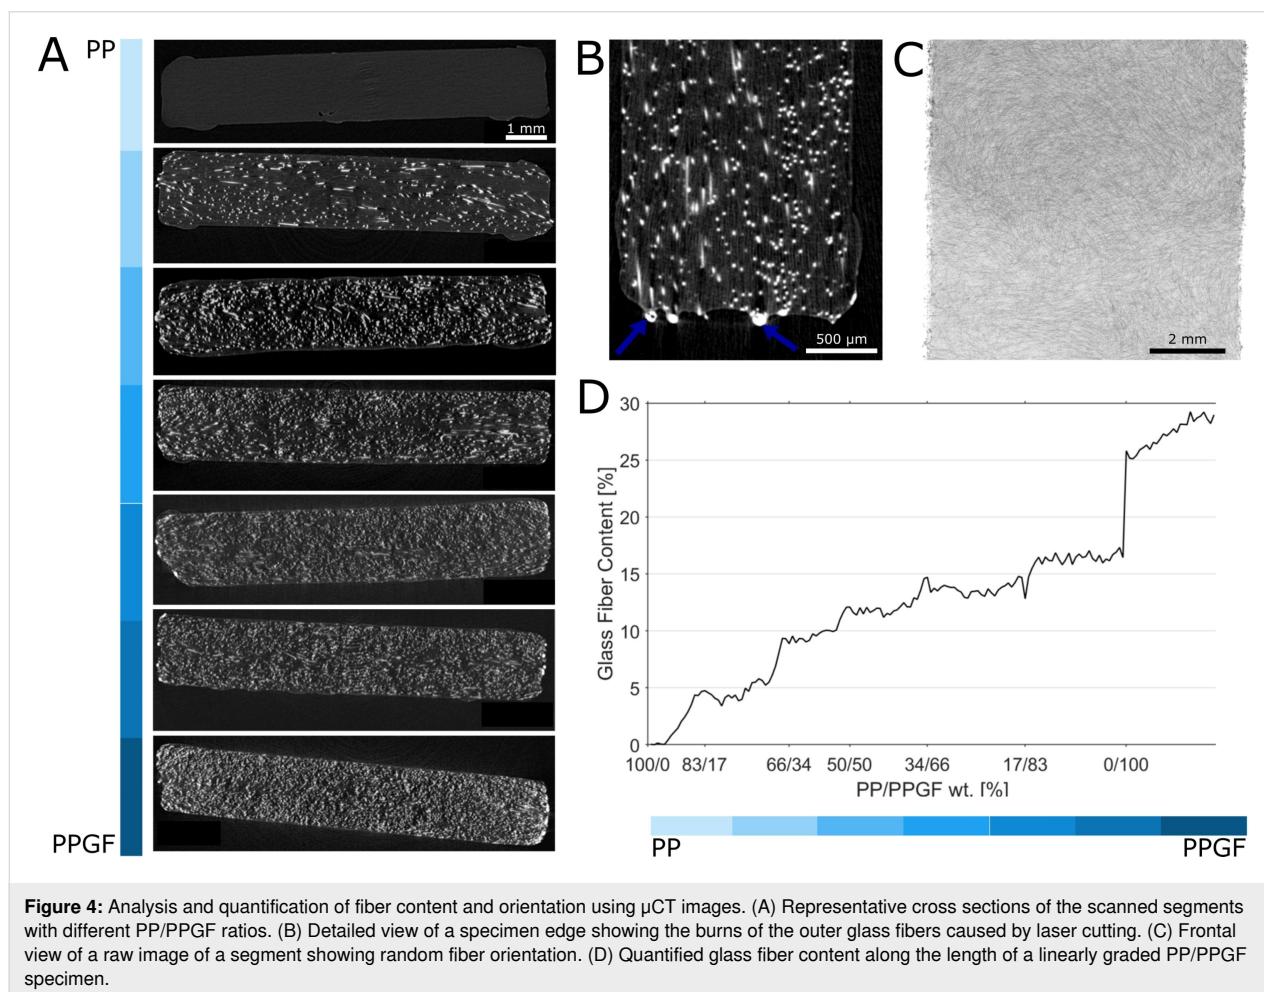 A
PP
1 mm
PPGF
B
500 µm
C
2 mm
D
Glass Fiber Content [%]
30
25
20
15
10
5
0
100/0 83/17 66/34 50/50 34/66 17/83 0/100
PP/PPGF wt. [%]
PP PPGF
Figure 4: Analysis and quantification of fiber content and orientation using µCT images. (A) Representative cross sections of the scanned segments
with different PP/PPGF ratios. (B) Detailed view of a specimen edge showing the burns of the outer glass fibers caused by laser cutting. (C) Frontal
view of a raw image of a segment showing random fiber orientation. (D) Quantified glass fiber content along the length of a linearly graded PP/PPGF
specimen.